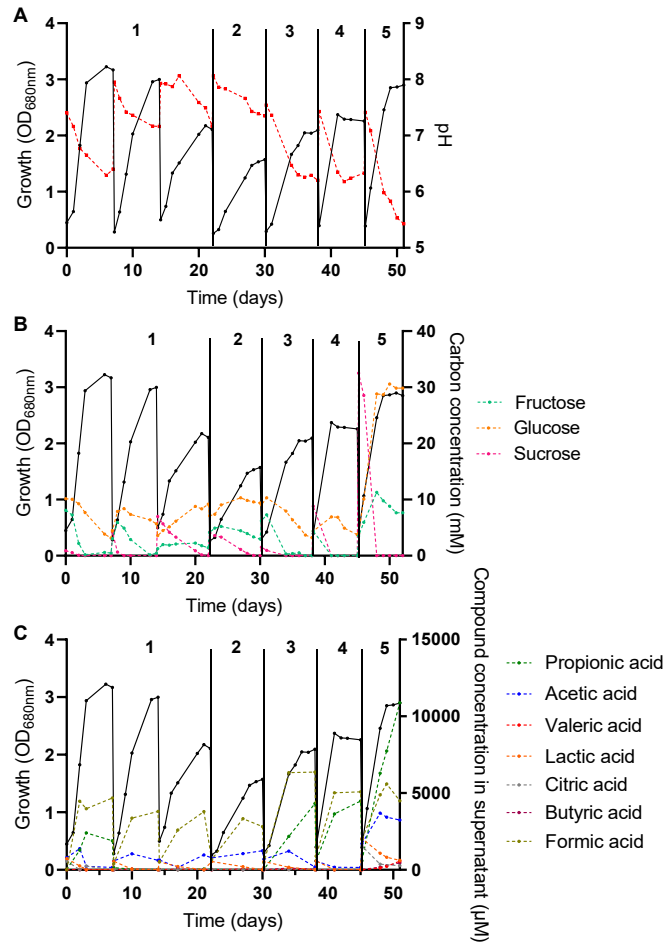 A
1 2 3 4 5
4 3 2 1 0
Growth (OD680nm)
9 8 7 6 5
pH
0 10 20 30 40 50
Time (days)
B
1 2 3 4 5
4 3 2 1 0
Growth (OD680nm)
40 30 20 10 0
Carbon concentration (mM)
0 10 20 30 40 50
Time (days)
Fructose
Glucose
Sucrose
C
1 2 3 4 5
4 3 2 1 0
Growth (OD680nm)
15000 10000 5000 0
Compound concentration in supernatant (μM)
0 10 20 30 40 50
Time (days)
Propionic acid
Acetic acid
Valeric acid
Lactic acid
Citric acid
Butyric acid
Formic acid